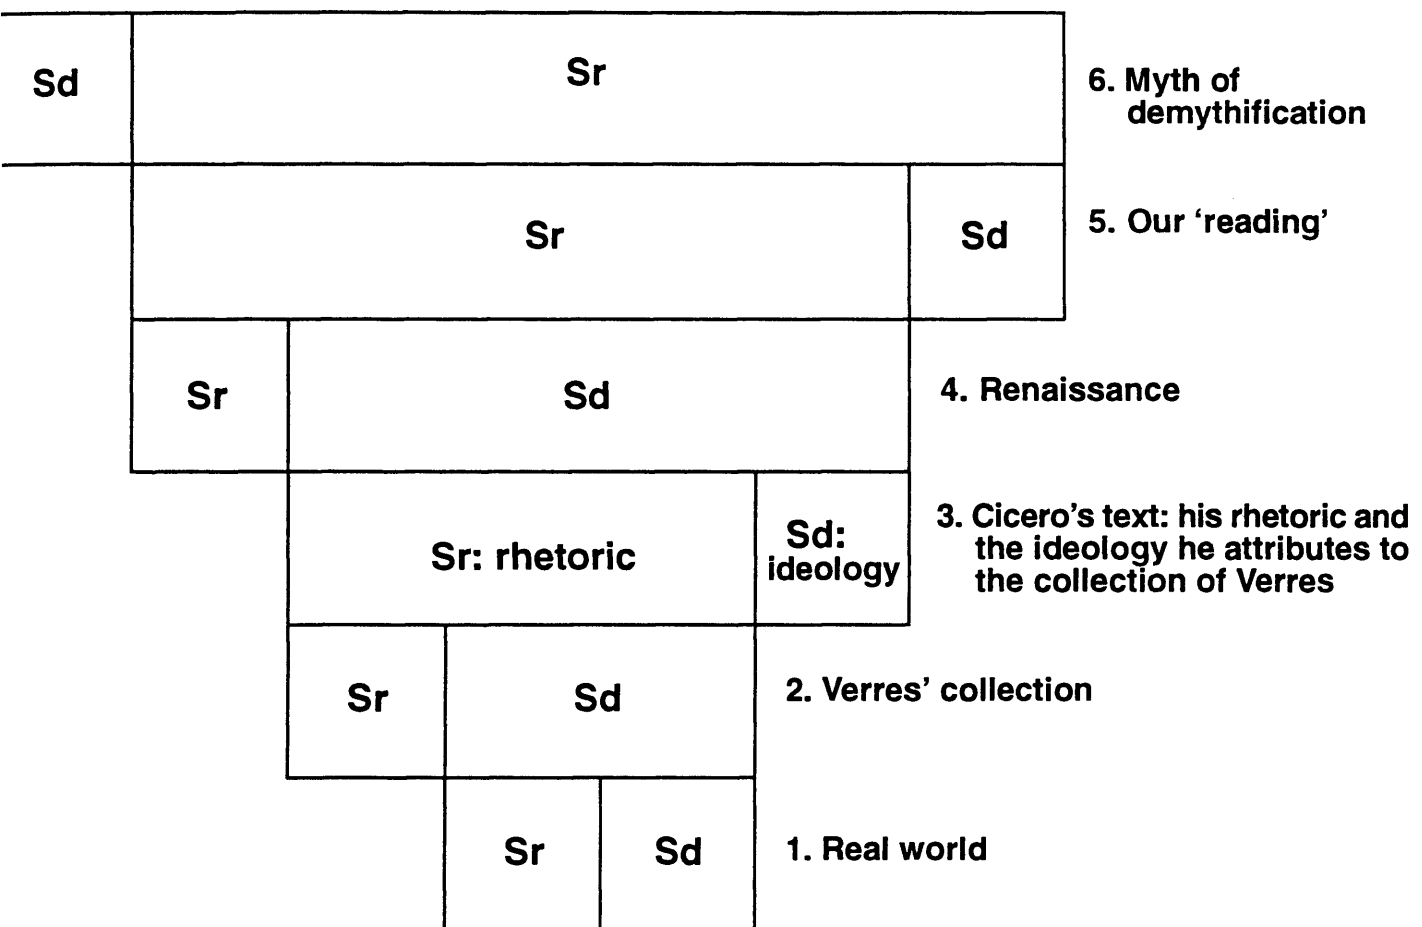 Sd
Sr
6. Myth of
demythification
Sr
Sd
5. Our ‘reading’
Sr
Sd
4. Renaissance
Sr: rhetoric
Sd:
ideology
3. Cicero’s text: his rhetoric and
the ideology he attributes to
the collection of Verres
Sr
Sd
2. Verres’ collection
Sr
Sd
1. Real world